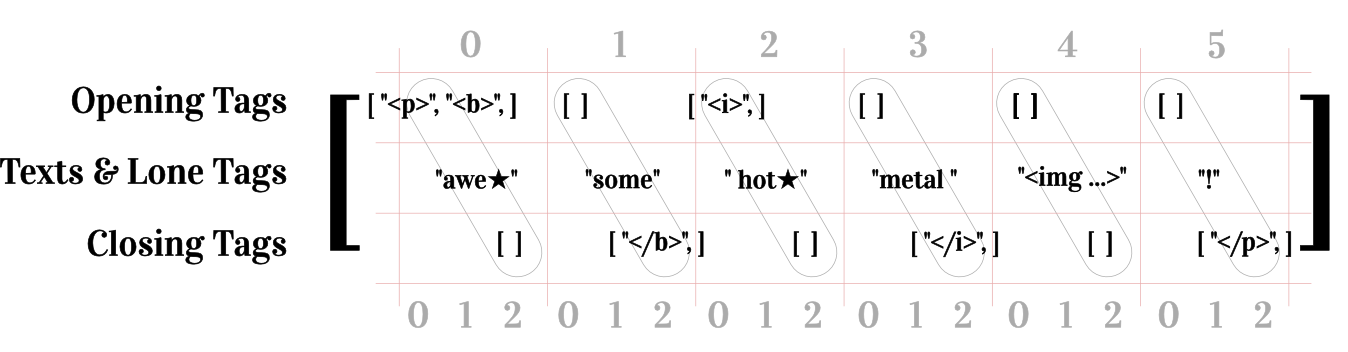 0 1 2 3 4 5
Opening Tags [ "<p>", "<b>", ] [ ] [ "<i>", ] [ ] [ ] [ ]
Texts & Lone Tags "awe★" "some" " hot★" "metal " "<img ...>" "!"
Closing Tags [ ] [ "</b>", ] [ ] [ "</i>", ] [ ] [ "</p>", ]
0 1 2 0 1 2 0 1 2 0 1 2 0 1 2 0 1 2